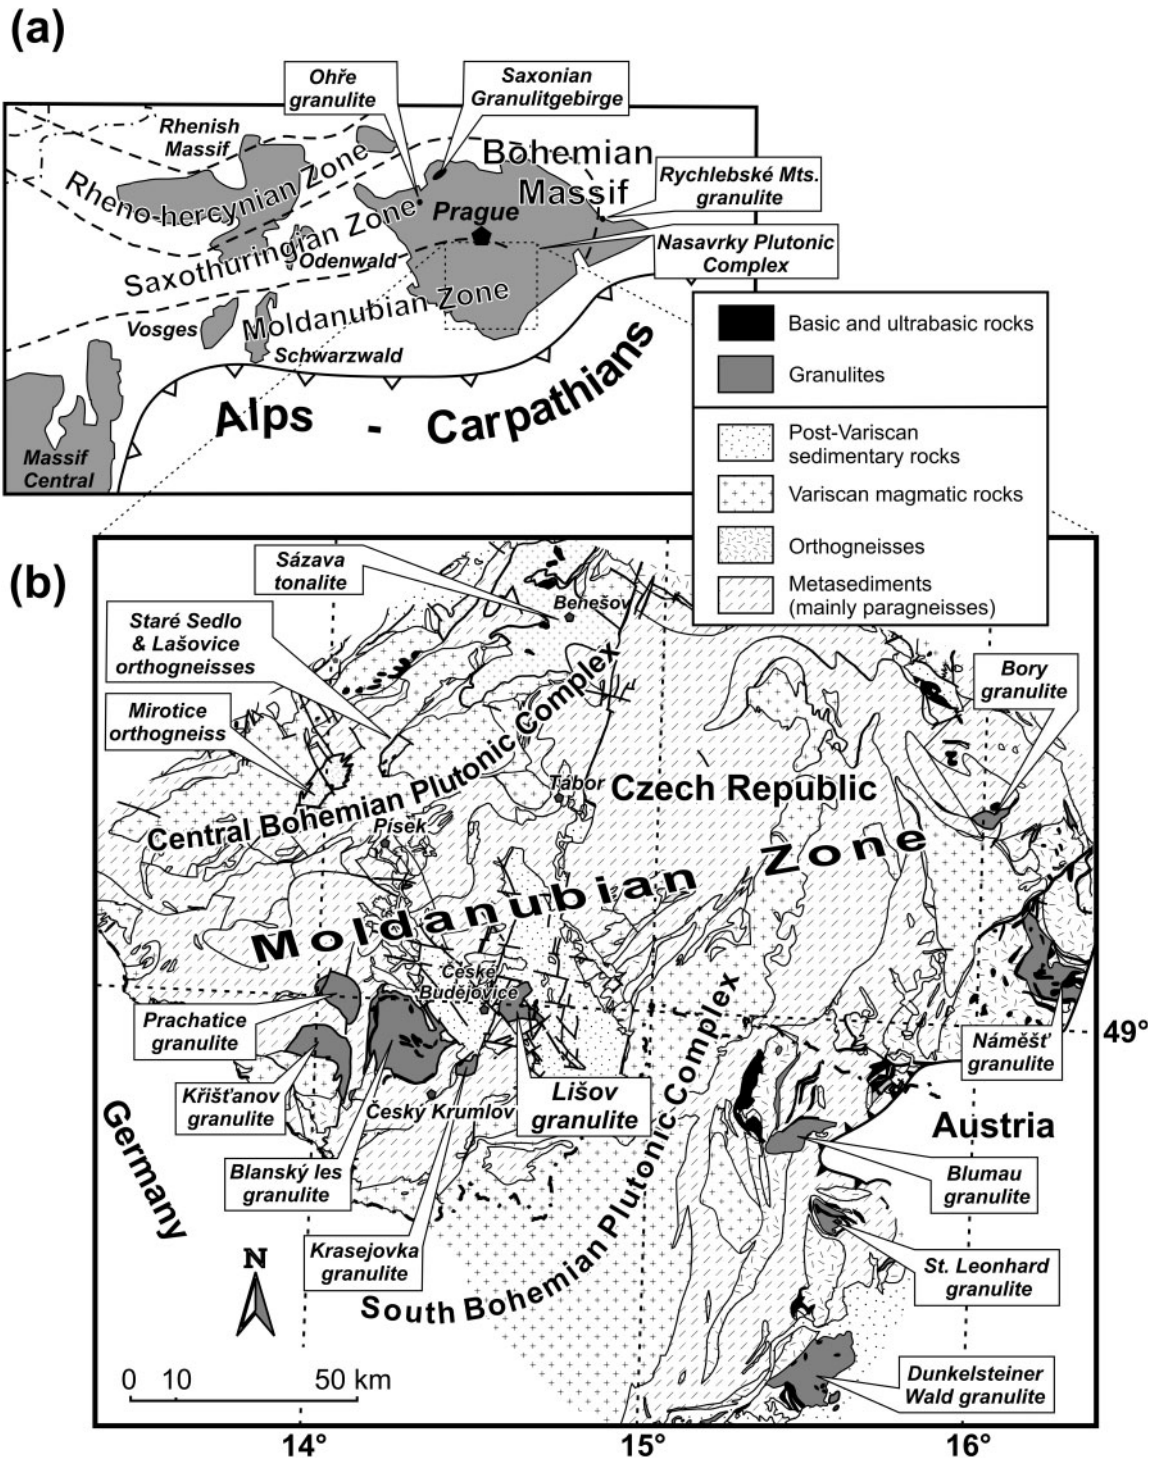 (a)
Ohře
granulite
Saxonian
Granulitgebirge
Rhenish
Massif
Rheno-hercynian Zone
Bohemian
Massif
Rychlebské Mts.
granulite
Prague
Saxothuringian Zone
Odenwald
Nasavrky Plutonic
Complex
Moldanubian Zone
Vosges
Schwarzwald
Alps - Carpathians
Massif
Central
Basic and ultrabasic rocks
Granulites
Post-Variscan
sedimentary rocks
Variscan magmatic rocks
Orthogneisses
Metasediments
(mainly paragneisses)
(b)
Sázava
tonalite
Benešov
Staré Sedlo
& Lašovice
orthogneisses
Mirotice
orthogneiss
Bory
granulite
Central Bohemian Plutonic Complex
Tábor
Czech Republic
Písek
Moldanubian Zone
České
Budějovice
Prachatice
granulite
49°
Náměšť
granulite
Křišťanov
granulite
Český Krumlov
Lišov
granulite
Germany
Austria
Blanský les
granulite
Blumau
granulite
Krasejovka
granulite
St. Leonhard
granulite
South Bohemian Plutonic Complex
N
Dunkelsteiner
Wald granulite
0 10 50 km
14° 15° 16°